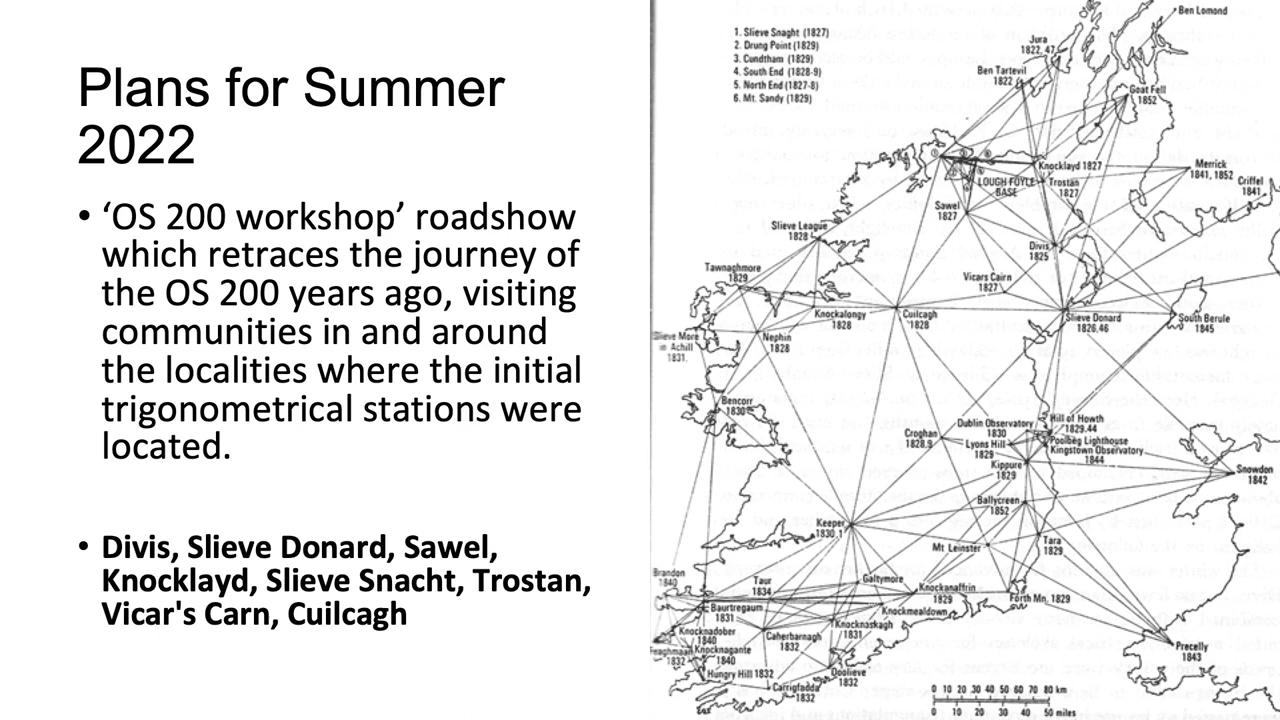 Plans for Summer
2022
• ‘OS 200 workshop’ roadshow
which retraces the journey of
the OS 200 years ago, visiting
communities in and around
the localities where the initial
trigonometrical stations were
located.
• Divis, Slieve Donard, Sawel,
Knocklayd, Slieve Snacht, Trostan,
Vicar's Carn, Cuilcagh
1. Slieve Snaght (1827)
2. Drung Point (1829)
3. Cundtham (1829)
4. South End (1828-9)
5. North End (1827-8)
6. Mt. Sandy (1829)
Ben Lomond
Jura
1822, 47
Ben Tartevil
1822
Goat Fell
1852
Knocklayd 1827
Merrick
1841, 1852
Criffel
1841
LOUGH FOYLE
BASE
Trostan
1827
Sawel
1827
Slieve League
1828
Divis
1825
Tawnaghmore
1829
Vicars Cairn
1827
Knockalongy
1828
Cuilcagh
1828
Slieve Donard
1826,46
South Berule
1845
Slieve More
in Achill
1831.
Nephin
1828
Bencorr
1830
Croghan
1828,9
Dublin Observatory
1830
Hill of Howth
1829.44
Lyons Hill
1829
Poolbeg Lighthouse
Kingstown Observatory
1844
Kippure
1829
Snowdon
1842
Ballycreen
1852
Keeper
1830,1
Mt Leinster
Tara
1829
Brandon
1840
Taur
1834
Galtymore
Knockanaffrin
1829
Forth Mn. 1829
Baurtregaum
1831
Knockmealdown
Knockнadober
1840
Caherbarnagh
1832
Knocknaskagh
1831
Feaghmaan
1832
Knocknagante
1840
Precelly
1843
Hungry Hill 1832
Carrigfadda
1832
Doolieve
1832
0 10 20 30 40 50 60 70 80 km
0 10 20 30 40 50 miles